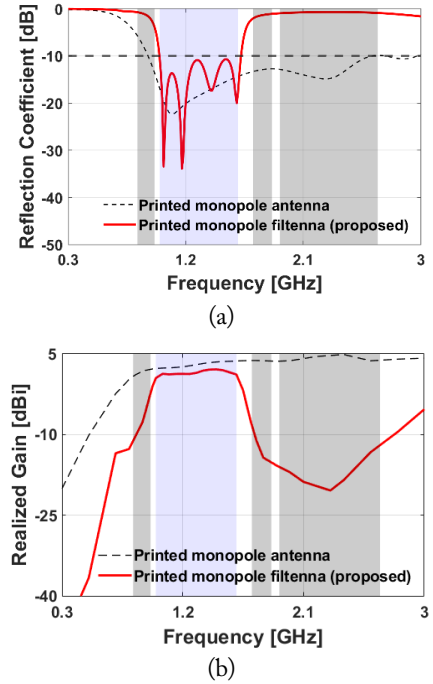 Reflection Coefficient [dB]
0
-10
-20
-30
-40
-50
Printed monopole antenna
Printed monopole filtenna (proposed)
0.3 1.2 2.1 3
Frequency [GHz]
(a)
Realized Gain [dBi]
5
-10
-25
-40
Printed monopole antenna
Printed monopole filtenna (proposed)
0.3 1.2 2.1 3
Frequency [GHz]
(b)